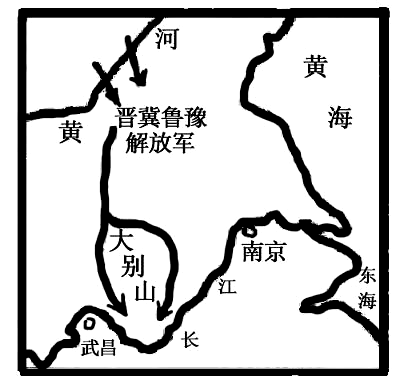 河
黄
海
黄
晋冀鲁豫
解放军
大
别
山
南京
东
海
江
长
武昌